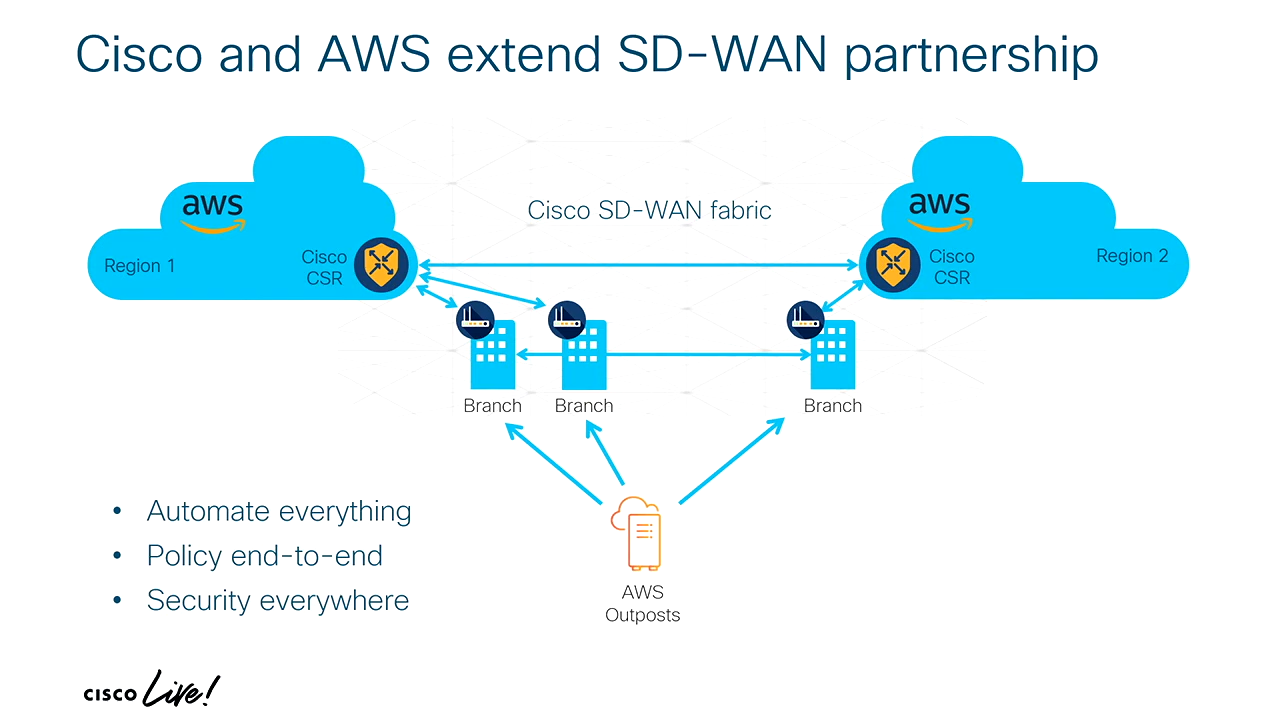 Cisco and AWS extend SD-WAN partnership
aws
Region 1
Cisco
CSR
Cisco SD-WAN fabric
aws
Cisco
CSR
Region 2
Branch
Branch
Branch
• Automate everything
• Policy end-to-end
• Security everywhere
AWS
Outposts
CISCO Live!